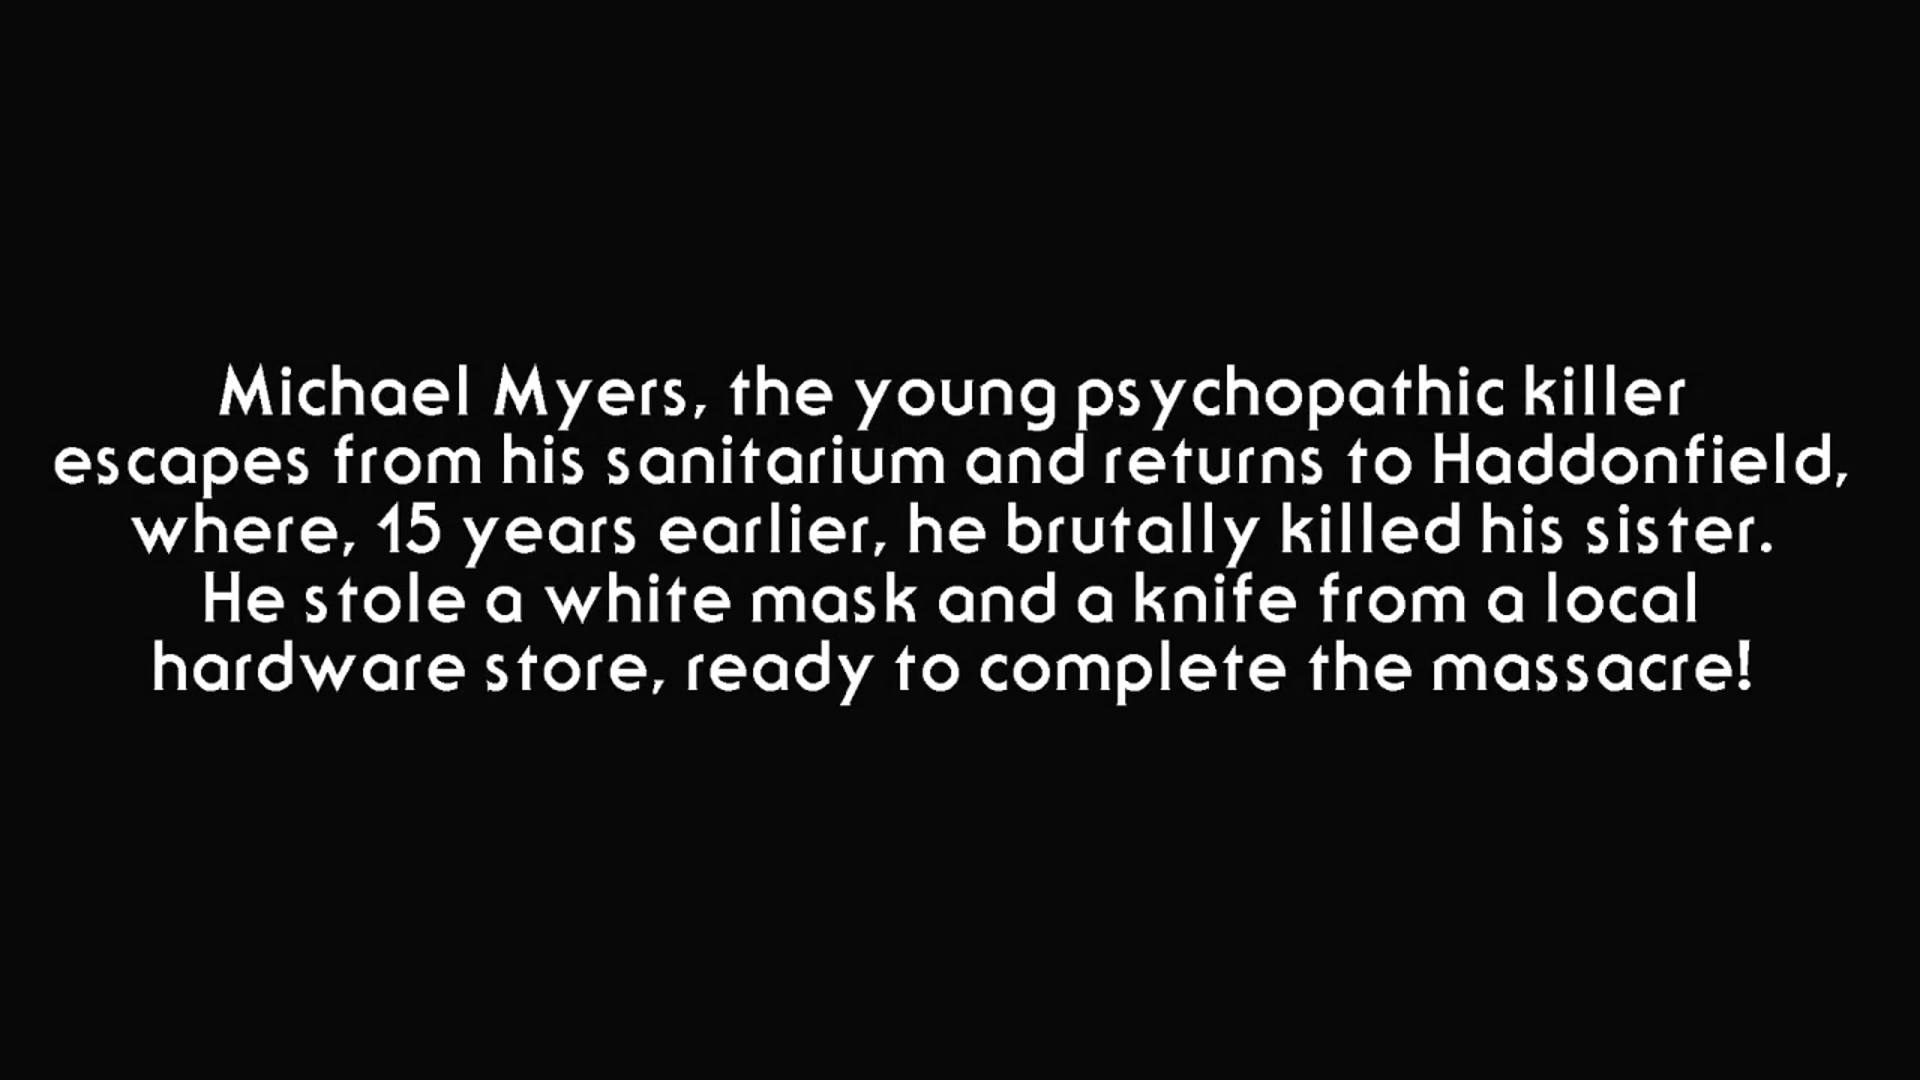 Michael Myers, the young psychopathic killer
escapes from his sanitarium and returns to Haddonfield,
where, 15 years earlier, he brutally killed his sister.
He stole a white mask and a knife from a local
hardware store, ready to complete the massacre!